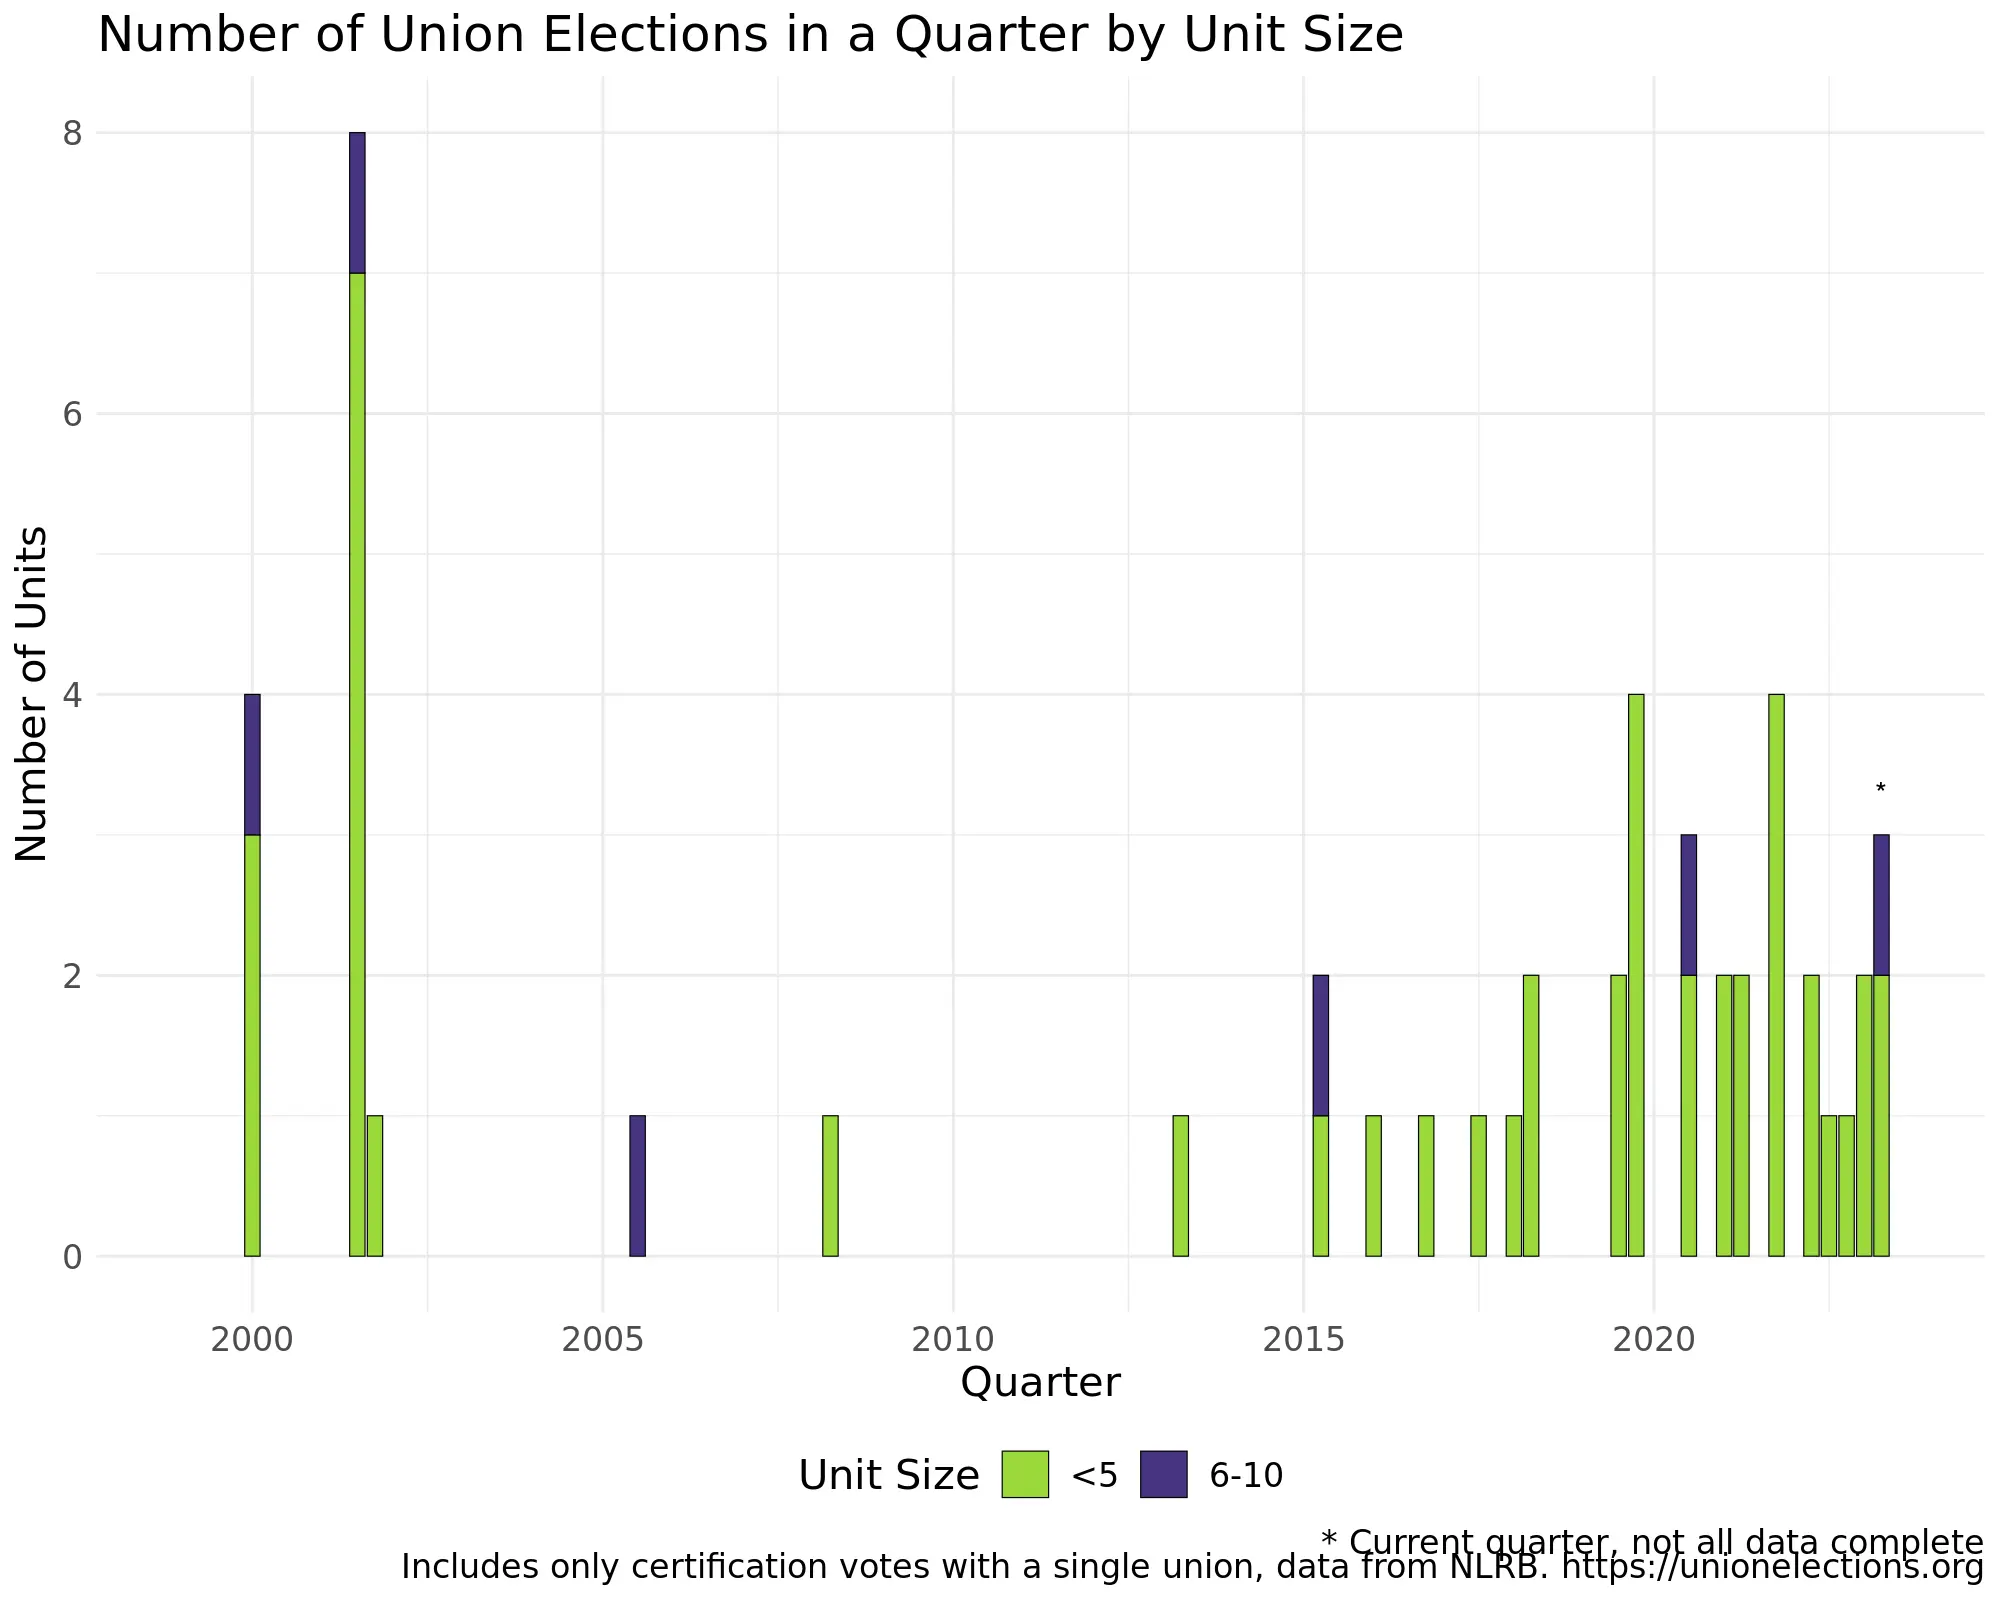 Number of Union Elections in a Quarter by Unit Size
Number of Units
8
6
4
2
0
*
2000 2005 2010 2015 2020
Quarter
Unit Size <5 6-10
* Current quarter, not all data complete
Includes only certification votes with a single union, data from NLRB. https://unionelections.org